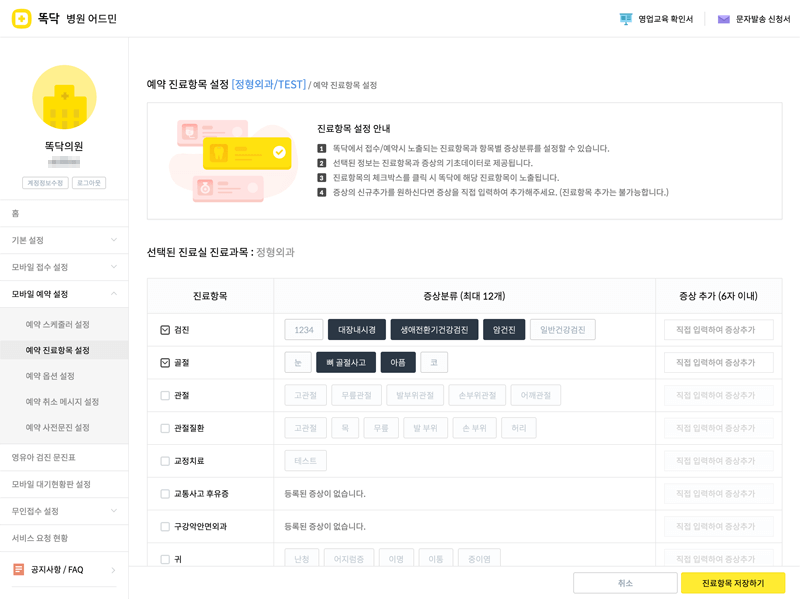 똑닥 병원 어드민
영업교육 확인서
문자발송 신청서
똑닥의원
계정정보수정
로그아웃
홈
기본 설정
모바일 접수 설정
모바일 예약 설정
예약 스케줄러 설정
예약 진료항목 설정
예약 옵션 설정
예약 취소 메시지 설정
예약 사전문진 설정
영유아 검진 문진표
모바일 대기현황판 설정
무인접수 설정
서비스 요청 현황
공지사항 / FAQ
예약 진료항목 설정 [정형외과/TEST] / 예약 진료항목 설정
진료항목 설정 안내
1 똑닥에서 접수/예약시 노출되는 진료항목과 항목별 증상분류를 설정할 수 있습니다.
2 선택된 정보는 진료항목과 증상의 기초데이터로 제공됩니다.
3 진료항목의 체크박스를 클릭 시 똑닥에 해당 진료항목이 노출됩니다.
4 증상의 신규추가를 원하신다면 증상을 직접 입력하여 추가해주세요. (진료항목 추가는 불가능합니다.)
선택된 진료실 진료과목 : 정형외과
진료항목 증상분류 (최대 12개) 증상 추가 (6자 이내)
검진 1234 대장내시경 생애전환기건강검진 암건진 일반건강검진 직접 입력하여 증상추가
골절 눈 뼈 골절사고 아픔 코 직접 입력하여 증상추가
관절 고관절 무릎관절 발부위관절 손부위관절 어깨관절 직접 입력하여 증상추가
관절질환 고관절 목 무릎 발 부위 손 부위 허리 직접 입력하여 증상추가
교정치료 테스트 직접 입력하여 증상추가
교통사고 후유증 등록된 증상이 없습니다. 직접 입력하여 증상추가
구강악안면외과 등록된 증상이 없습니다. 직접 입력하여 증상추가
귀 난청 어지럼증 이명 이통 중이염 직접 입력하여 증상추가
취소
진료항목 저장하기